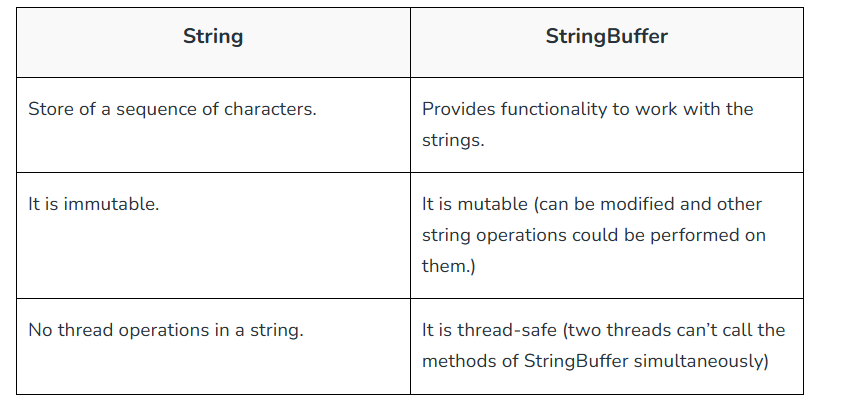 String
StringBuffer
Store of a sequence of characters.
Provides functionality to work with the
strings.
It is immutable.
It is mutable (can be modified and other
string operations could be performed on
them.)
No thread operations in a string.
It is thread-safe (two threads can’t call the
methods of StringBuffer simultaneously)